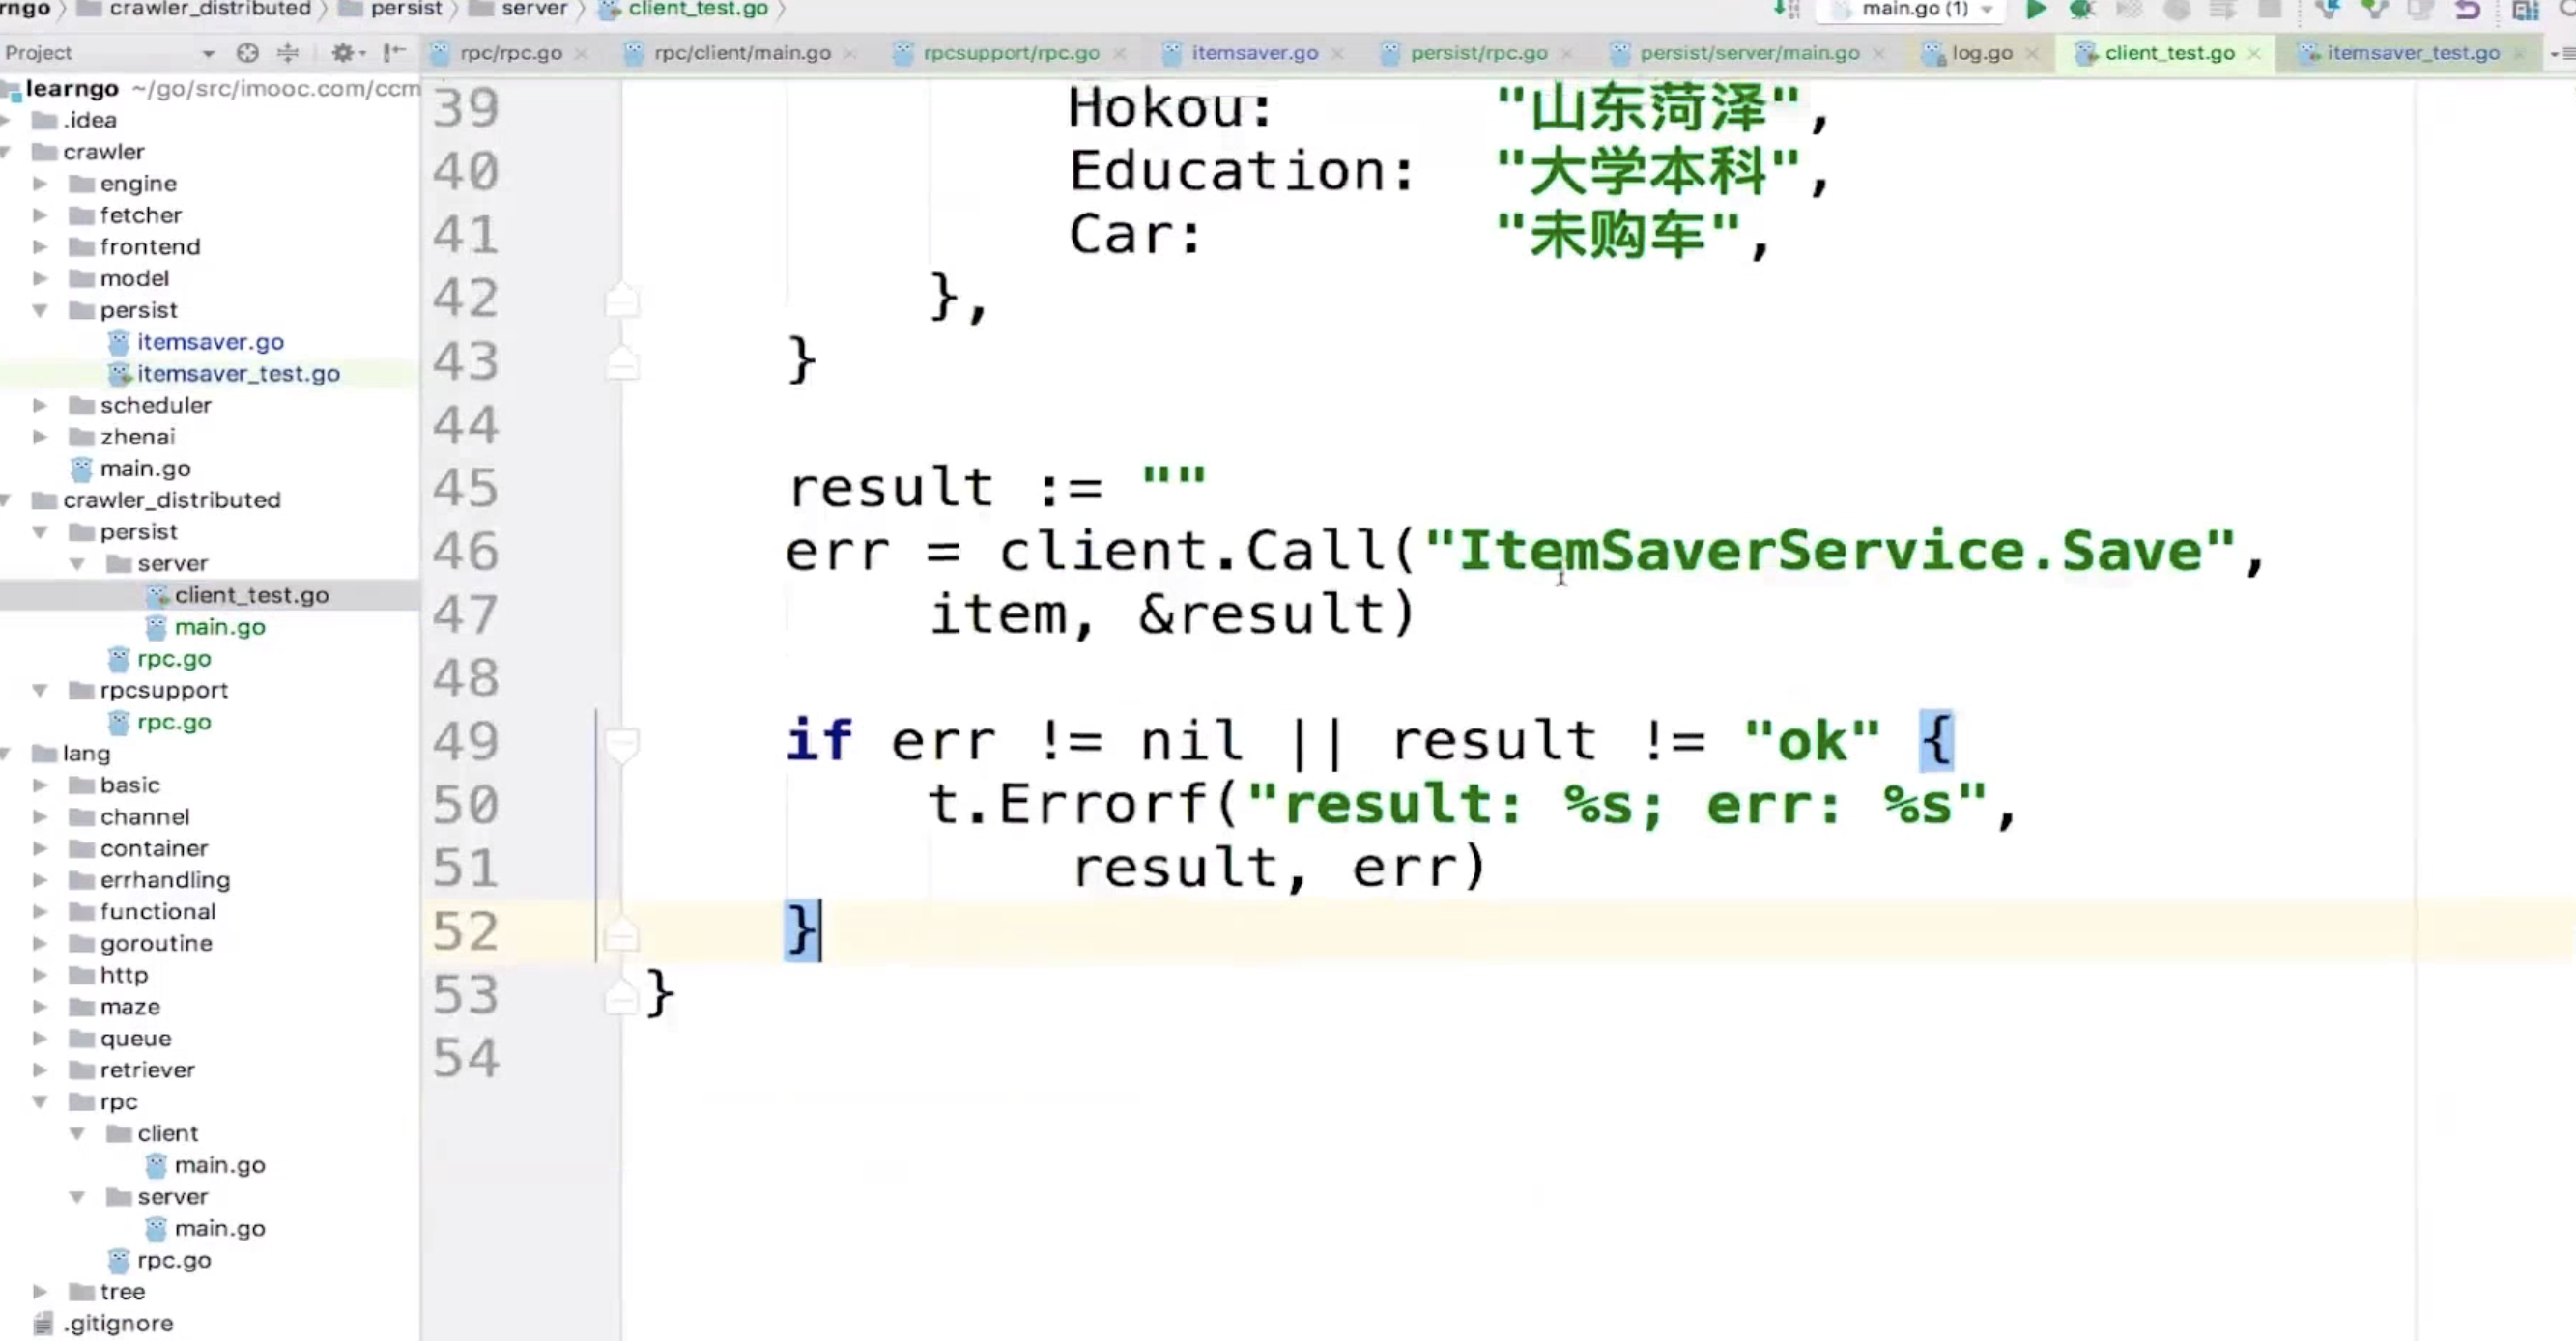 rngo crawler_distributed persist server client_test.go
main.go (1)
Project
rpc/rpc.go rpc/client/main.go rpcsupport/rpc.go itemsaver.go persist/rpc.go persist/server/main.go log.go client_test.go itemsaver_test.go
learngo ~/go/src/imooc.com/ccm
.idea
crawler
engine
fetcher
frontend
model
persist
itemsaver.go
itemsaver_test.go
scheduler
zhenai
main.go
crawler_distributed
persist
server
client_test.go
main.go
rpc.go
rpcsupport
rpc.go
lang
basic
channel
container
errhandling
functional
goroutine
http
maze
queue
retriever
rpc
client
main.go
server
main.go
rpc.go
tree
.gitignore
39 Hokou: "山东菏泽",
40 Education: "大学本科",
41 Car: "未购车",
42 },
43 }
44
45 result := ""
46 err = client.Call("ItemSaverService.Save",
47 item, &result)
48
49 if err != nil || result != "ok" {
50 t.Errorf("result: %s; err: %s",
51 result, err)
52 }
53 }
54